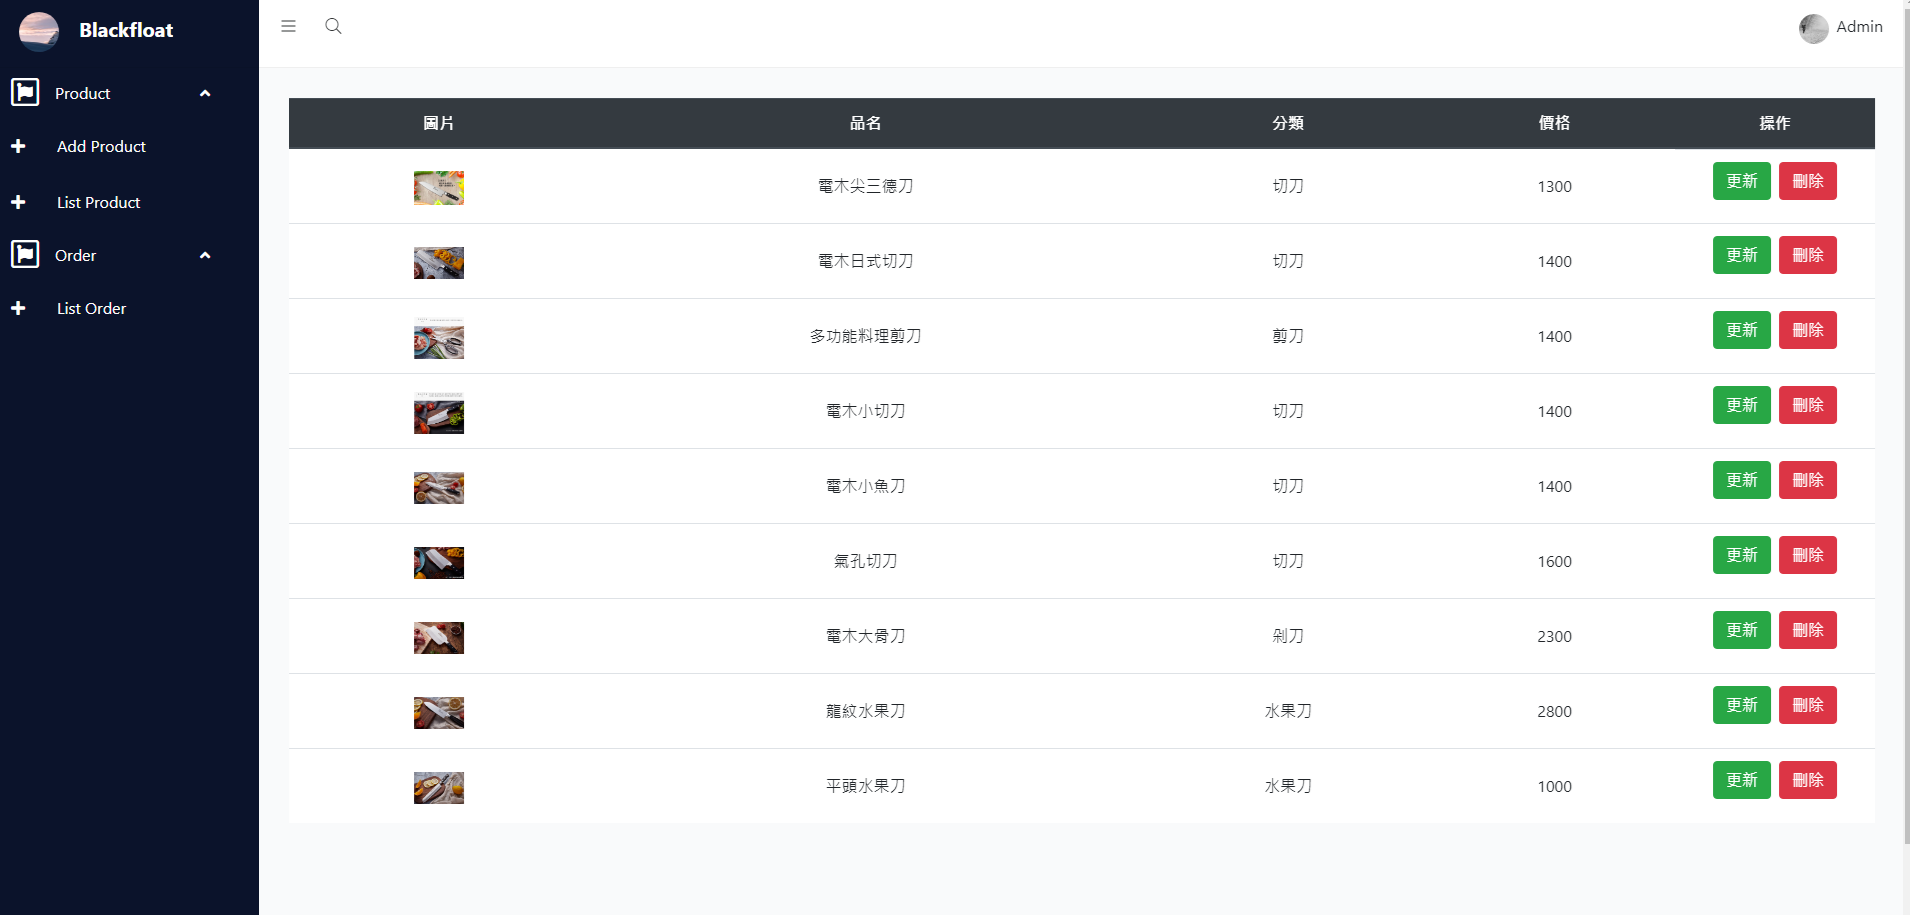 Blackfloat
Admin
Product
Add Product
List Product
Order
List Order
圖片 品名 分類 價格 操作
電木尖三德刀 切刀 1300 更新 刪除
電木日式切刀 切刀 1400 更新 刪除
多功能料理剪刀 剪刀 1400 更新 刪除
電木小切刀 切刀 1400 更新 刪除
電木小魚刀 切刀 1400 更新 刪除
氣孔切刀 切刀 1600 更新 刪除
電木大骨刀 剁刀 2300 更新 刪除
龍紋水果刀 水果刀 2800 更新 刪除
平頭水果刀 水果刀 1000 更新 刪除